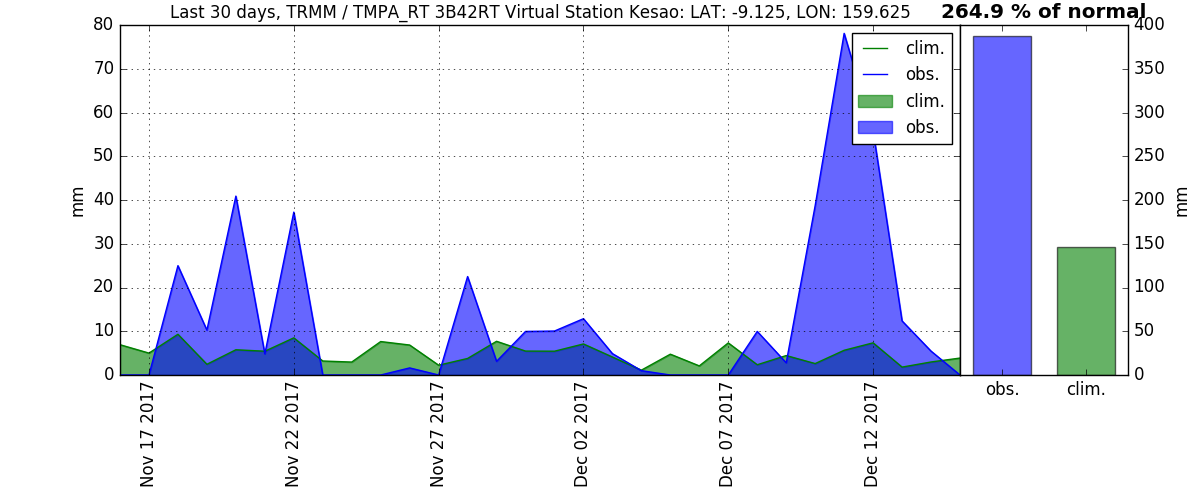 Last 30 days, TRMM / TMPA_RT 3B42RT Virtual Station Kesao: LAT: -9.125, LON: 159.625
264.9 % of normal
80
70
60
50
40
30
20
10
0
mm
clim.
obs.
clim.
obs.
400
350
300
250
200
150
100
50
0
mm
Nov 17 2017
Nov 22 2017
Nov 27 2017
Dec 02 2017
Dec 07 2017
Dec 12 2017
obs.
clim.